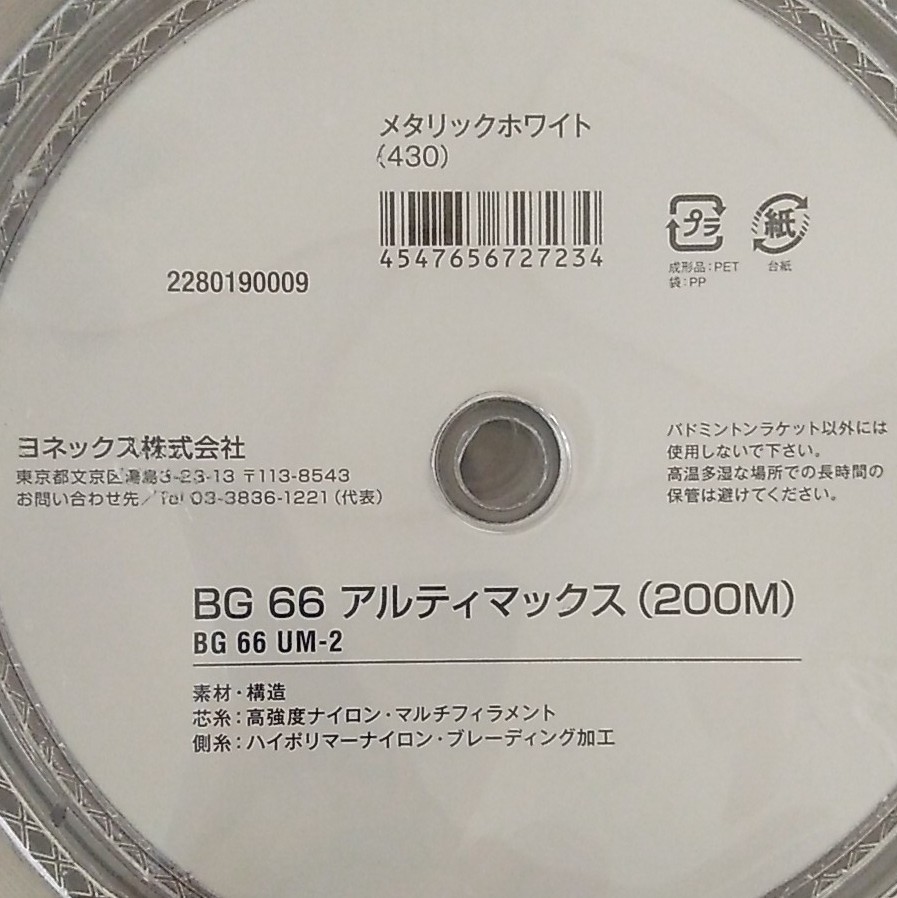 メタリックホワイト
(430)
4547656727234
プラ
紙
成形品：PET
台紙
袋：PP
2280190009
ヨネックス株式会社
東京都文京区湯島3-23-13 〒113-8543
お問い合わせ先／Tel 03-3836-1221（代表）
バドミントンラケット以外には
使用しないで下さい。
高温多湿な場所での長時間の
保管は避けてください。
BG 66 アルティマックス（200M）
BG 66 UM-2
素材・構造
芯糸：高強度ナイロン・マルチフィラメント
側糸：ハイポリマーナイロン・ブレーディング加工